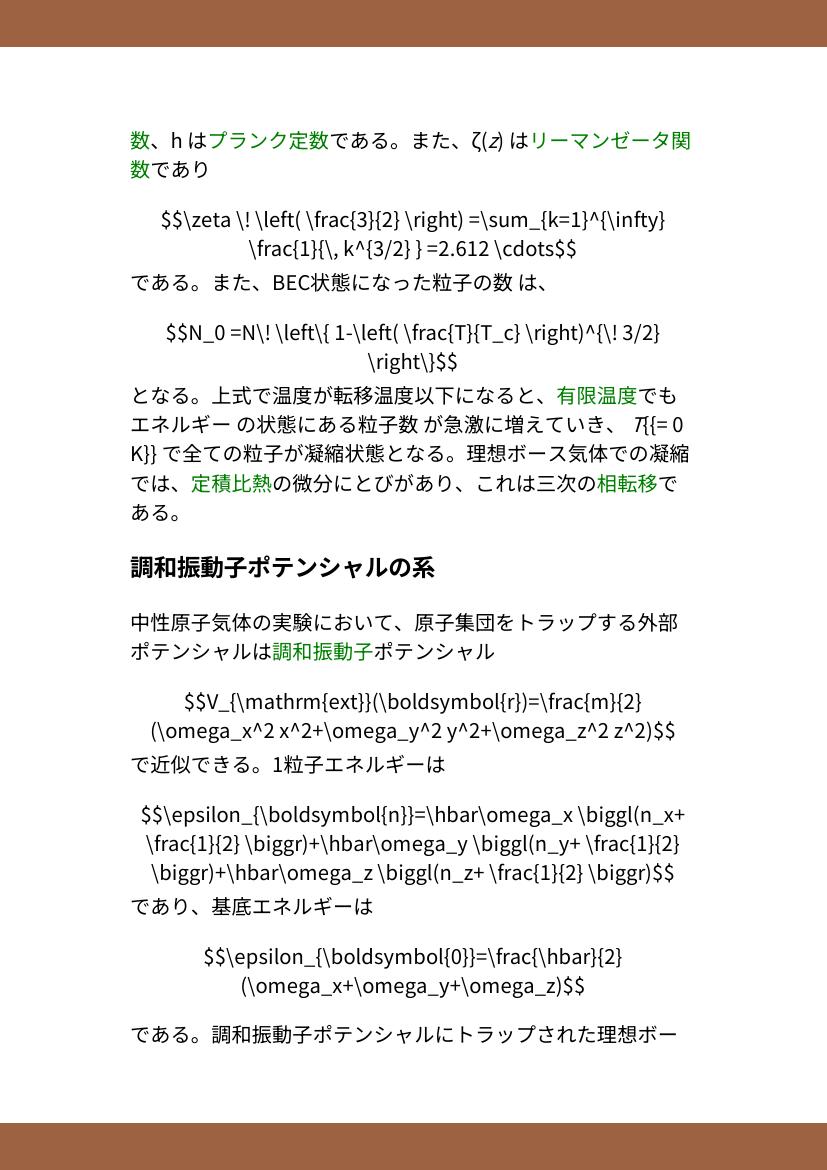 数、h はプランク定数である。また、ζ(z) はリーマンゼータ関
数であり
$$\zeta \! \left( \frac{3}{2} \right) =\sum_{k=1}^{\infty}
\frac{1}{\, k^{3/2} } =2.612 \cdots$$
である。また、BEC状態になった粒子の数 は、
$$N_0 =N\! \left\{ 1-\left( \frac{T}{T_c} \right)^{\! 3/2}
\right\}$$
となる。上式で温度が転移温度以下になると、有限温度でも
エネルギー の状態にある粒子数 が急激に増えていき、 T{{= 0
K}} で全ての粒子が凝縮状態となる。理想ボース気体での凝縮
では、定積比熱の微分にとびがあり、これは三次の相転移で
ある。
調和振動子ポテンシャルの系
中性原子気体の実験において、原子集団をトラップする外部
ポテンシャルは調和振動子ポテンシャル
$$V_{\mathrm{ext}}(\boldsymbol{r})=\frac{m}{2}
(\omega_x^2 x^2+\omega_y^2 y^2+\omega_z^2 z^2)$$
で近似できる。1粒子エネルギーは
$$\epsilon_{\boldsymbol{n}}=\hbar\omega_x \biggl(n_x+
\frac{1}{2} \biggr)+\hbar\omega_y \biggl(n_y+ \frac{1}{2}
\biggr)+\hbar\omega_z \biggl(n_z+ \frac{1}{2} \biggr)$$
であり、基底エネルギーは
$$\epsilon_{\boldsymbol{0}}=\frac{\hbar}{2}
(\omega_x+\omega_y+\omega_z)$$
である。調和振動子ポテンシャルにトラップされた理想ボー